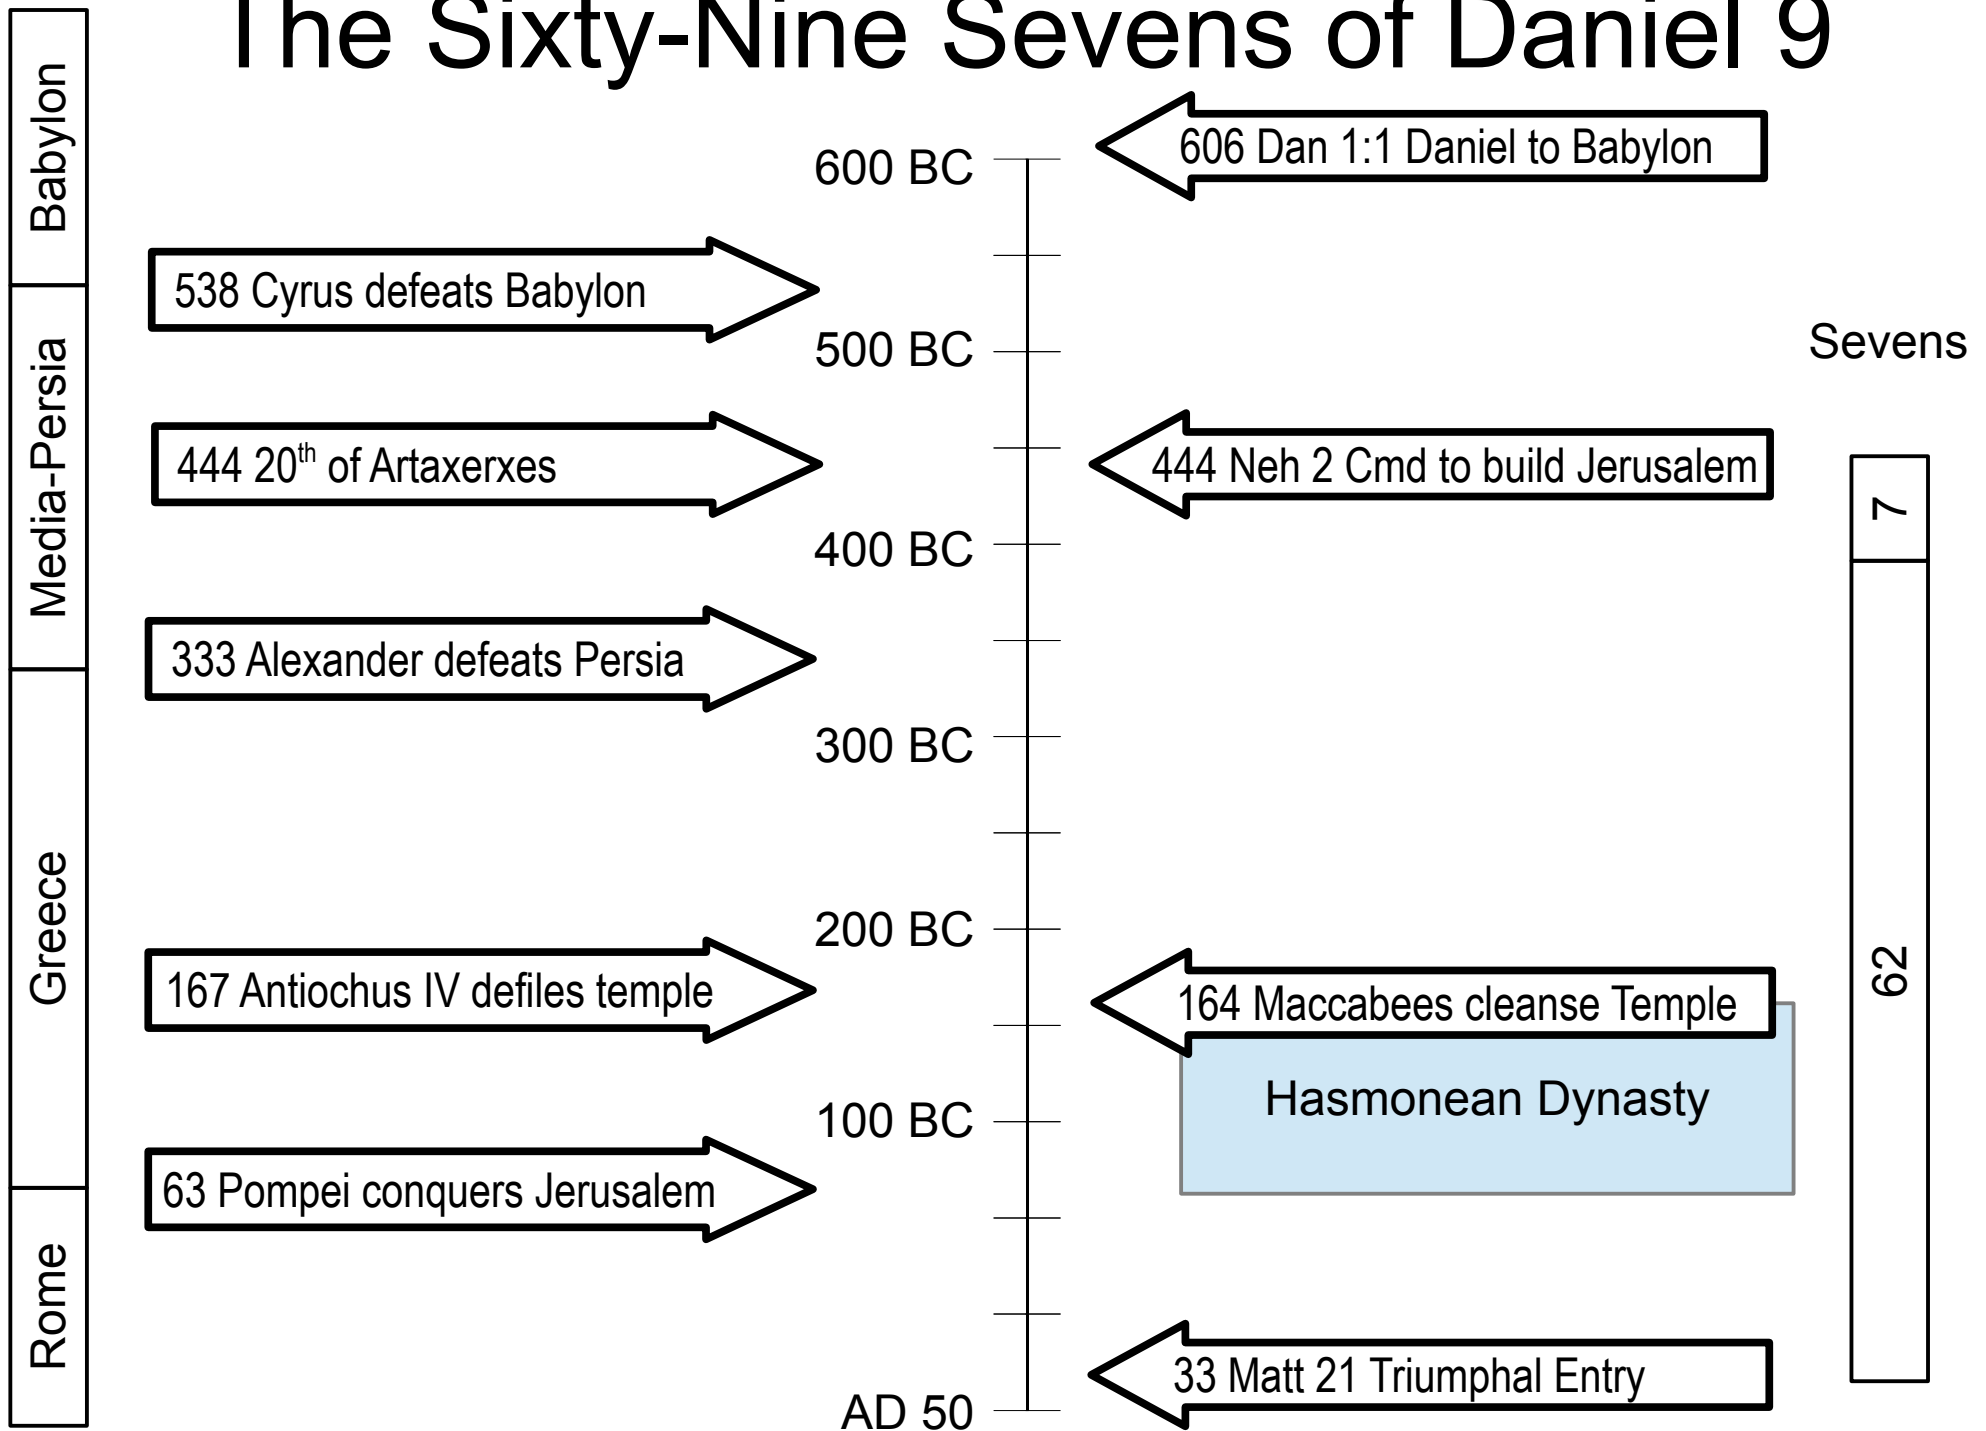 The Sixty-Nine Sevens of Daniel 9
Babylon
606 Dan 1:1 Daniel to Babylon
600 BC
538 Cyrus defeats Babylon
500 BC
Sevens
Media-Persia
444 20th of Artaxerxes
444 Neh 2 Cmd to build Jerusalem
7
400 BC
333 Alexander defeats Persia
300 BC
Greece
200 BC
62
167 Antiochus IV defiles temple
164 Maccabees cleanse Temple
Hasmonean Dynasty
100 BC
63 Pompei conquers Jerusalem
Rome
33 Matt 21 Triumphal Entry
AD 50